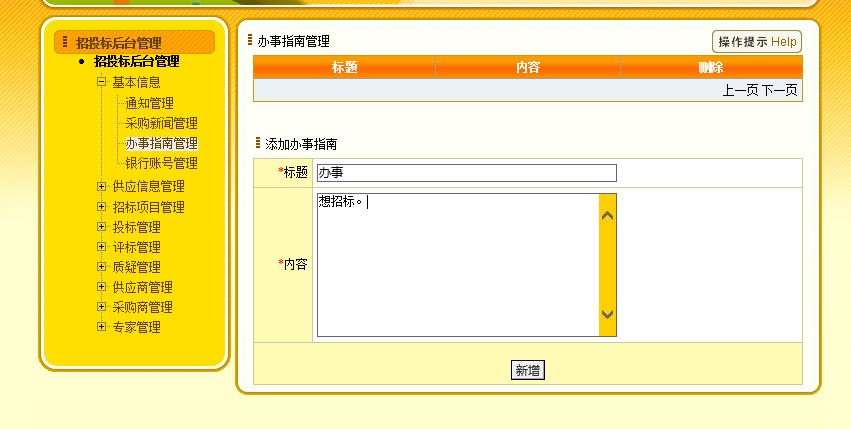 招投标后台管理
招投标后台管理
基本信息
通知管理
采购新闻管理
办事指南管理
银行账号管理
供应信息管理
招标项目管理
投标管理
评标管理
质疑管理
供应商管理
采购商管理
专家管理
办事指南管理
操作提示 Help
标题 内容 删除
上一页 下一页
添加办事指南
*标题 办事
*内容 想招标。
新增